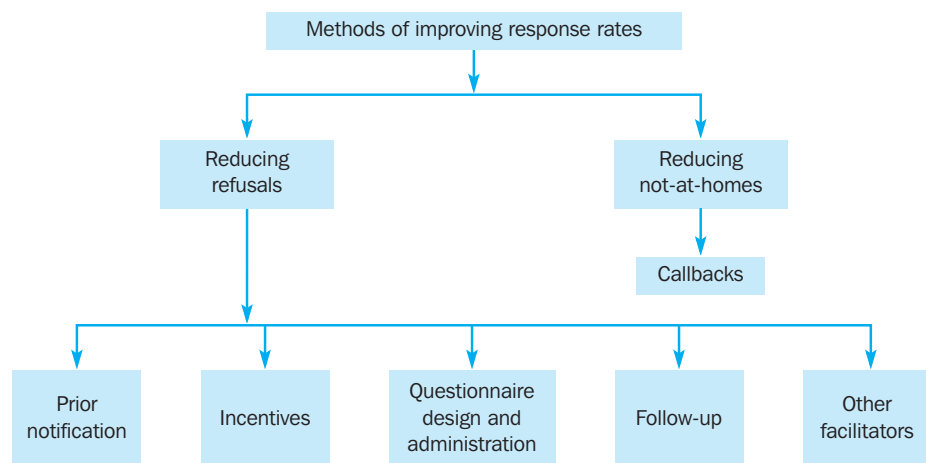 Methods of improving response rates
Reducing
refusals
Reducing
not-at-homes
Callbacks
Prior
notification
Incentives
Questionnaire
design and
administration
Follow-up
Other
facilitators